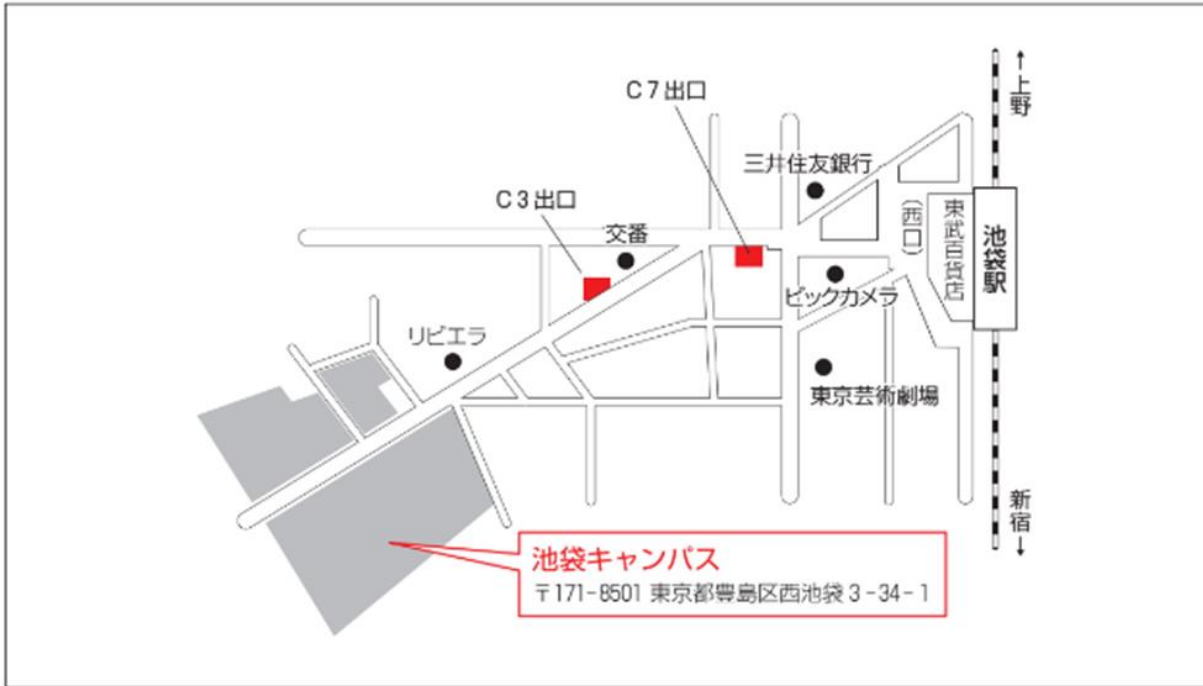 ↑上野
C7出口
三井住友銀行
C3出口
交番
(西口)
東武百貨店
池袋駅
ビックカメラ
リビエラ
東京芸術劇場
新宿↓
池袋キャンパス
〒171-8501 東京都豊島区西池袋3-34-1